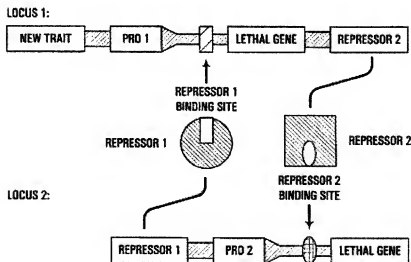 LOCUS 1:
NEW TRAIT PRO 1 LETHAL GENE REPRESSOR 2
REPRESSOR 1
BINDING SITE
REPRESSOR 1
REPRESSOR 2
REPRESSOR 2
BINDING SITE
LOCUS 2:
REPRESSOR 1 PRO 2 LETHAL GENE